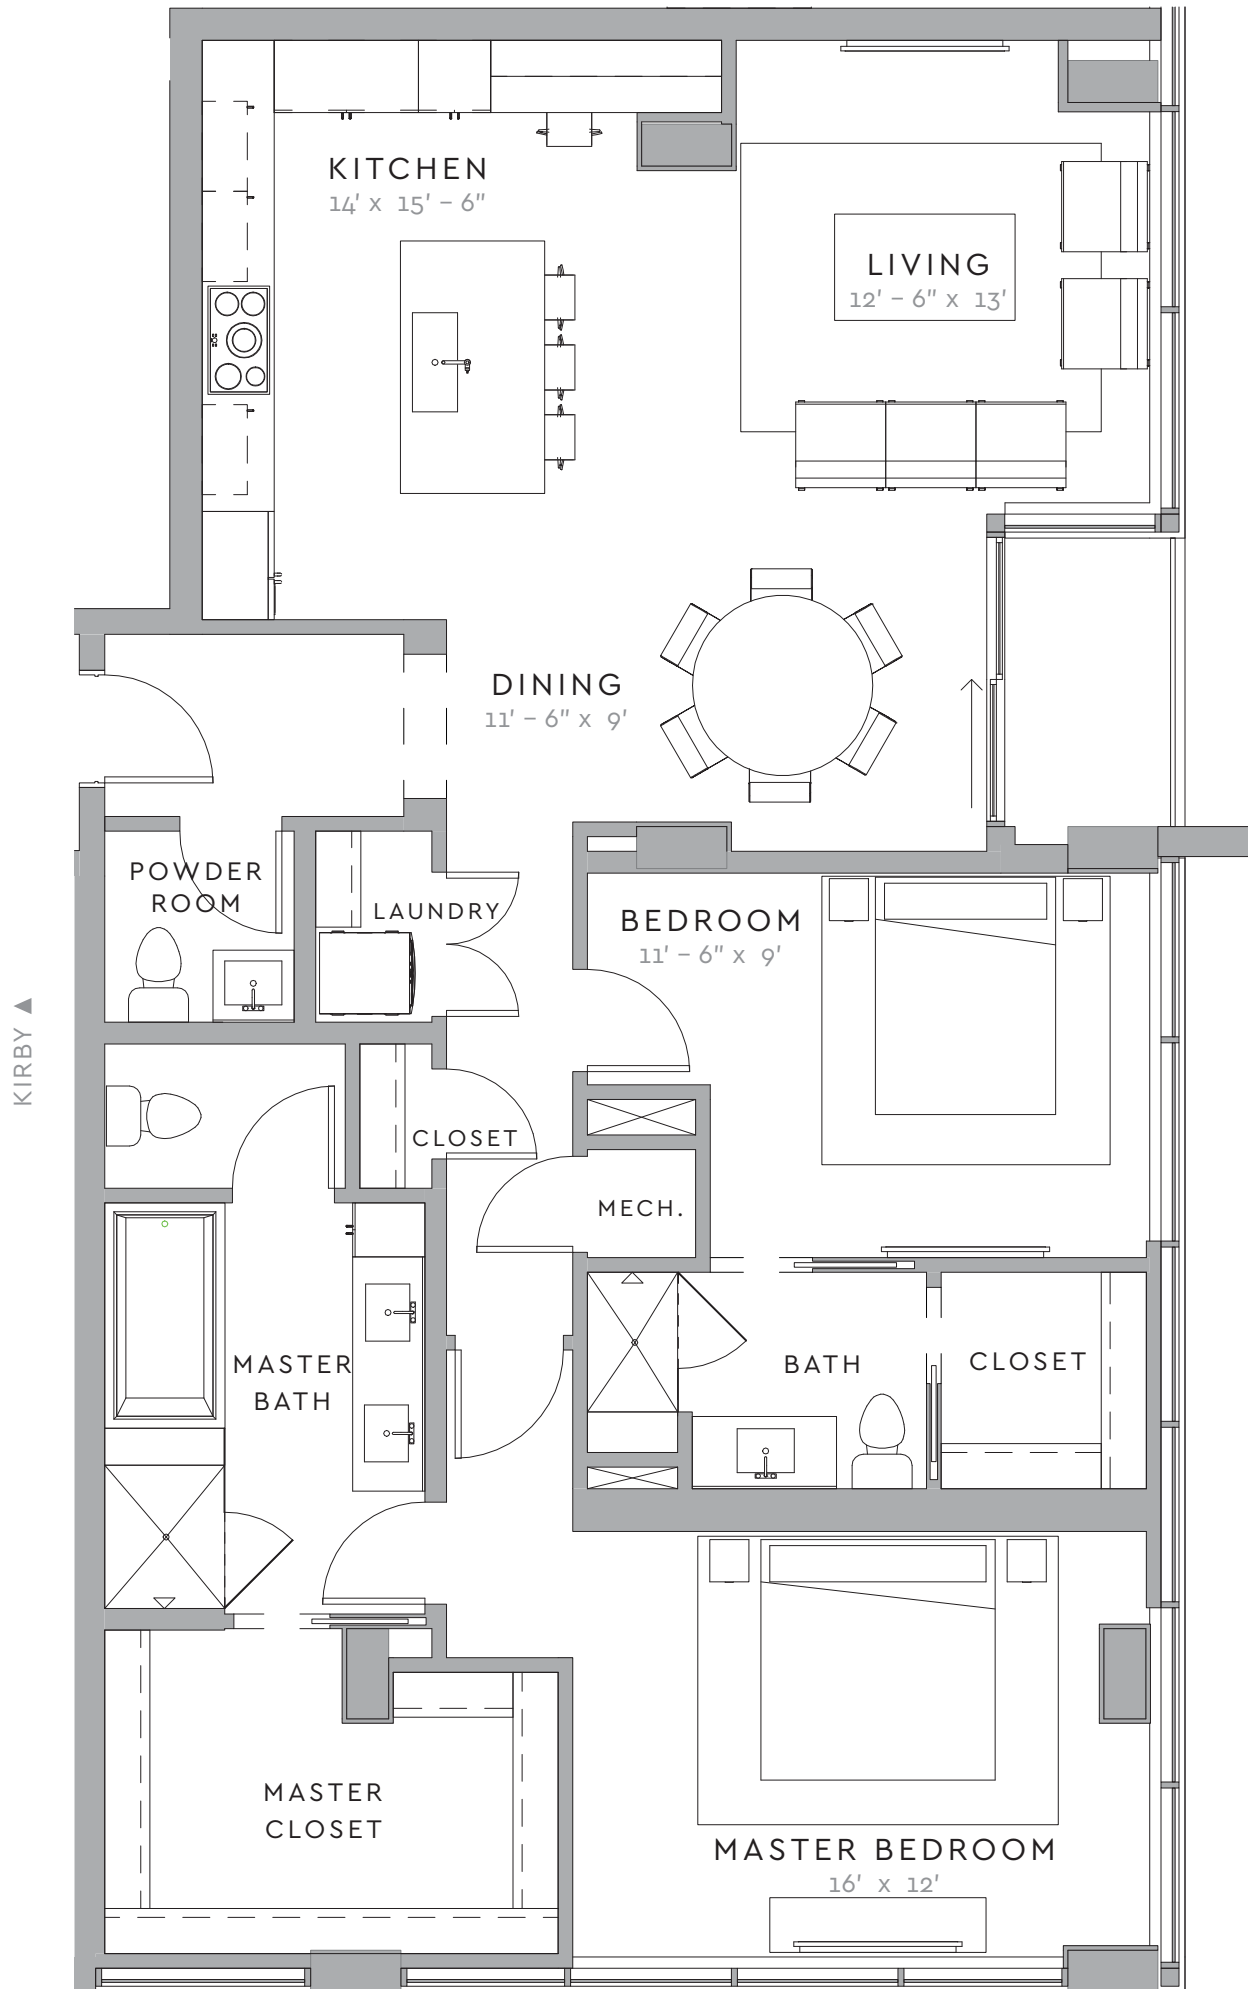 KITCHEN
14' x 15' – 6"
LIVING
12' – 6" x 13'
DINING
11' – 6" x 9'
POWDER
ROOM
LAUNDRY
BEDROOM
11' – 6" x 9'
KIRBY ▲
CLOSET
MECH.
MASTER
BATH
BATH
CLOSET
MASTER
CLOSET
MASTER BEDROOM
16' x 12'